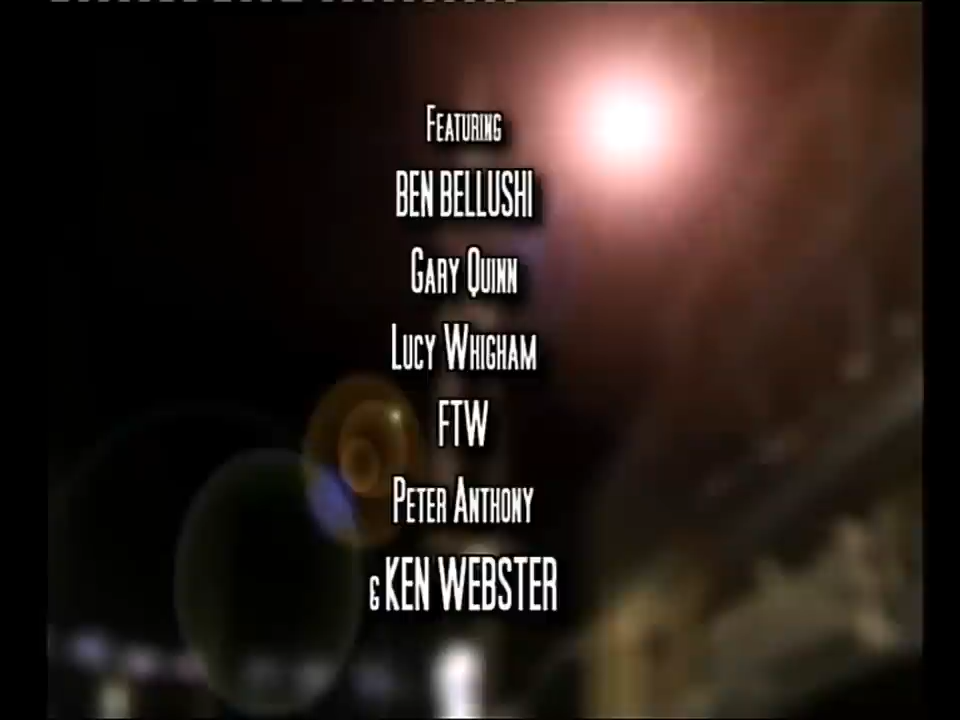 Featuring
BEN BELLUSHI
Gary Quinn
Lucy Whigham
FTW
Peter Anthony
& KEN WEBSTER